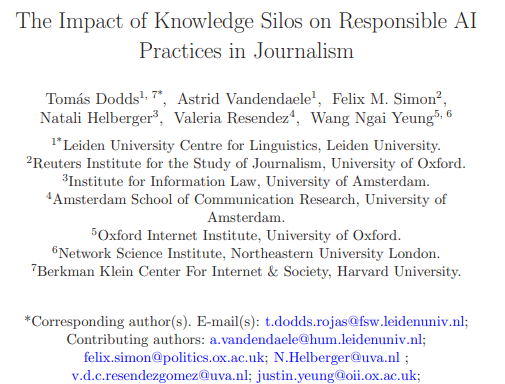 The Impact of Knowledge Silos on Responsible AI
Practices in Journalism
Tomás Dodds1, 7*, Astrid Vandendaele1, Felix M. Simon2,
Natali Helberger3, Valeria Resendez4, Wang Ngai Yeung5, 6
1*Leiden University Centre for Linguistics, Leiden University.
2Reuters Institute for the Study of Journalism, University of Oxford.
3Institute for Information Law, University of Amsterdam.
4Amsterdam School of Communication Research, University of
Amsterdam.
5Oxford Internet Institute, University of Oxford.
6Network Science Institute, Northeastern University London.
7Berkman Klein Center For Internet & Society, Harvard University.
*Corresponding author(s). E-mail(s): t.dodds.rojas@fsw.leidenuniv.nl;
Contributing authors: a.vandendaele@hum.leidenuniv.nl;
felix.simon@politics.ox.ac.uk; N.Helberger@uva.nl ;
v.d.c.resendezgomez@uva.nl; justin.yeung@oii.ox.ac.uk;